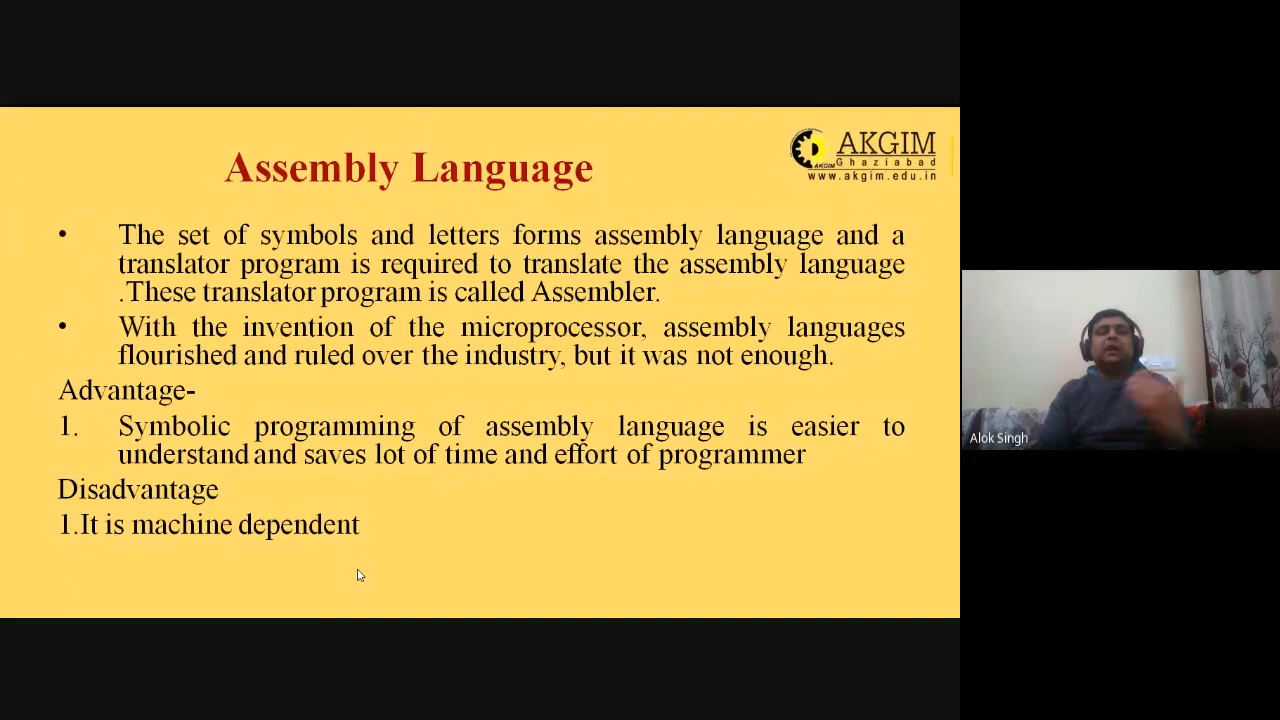 Assembly Language
AKGIM
Ghaziabad
AKGIM
www.akgim.edu.in
• The set of symbols and letters forms assembly language and a
translator program is required to translate the assembly language
.These translator program is called Assembler.
• With the invention of the microprocessor, assembly languages
flourished and ruled over the industry, but it was not enough.
Advantage-
1. Symbolic programming of assembly language is easier to
understand and saves lot of time and effort of programmer
Disadvantage
1.It is machine dependent
Alok Singh